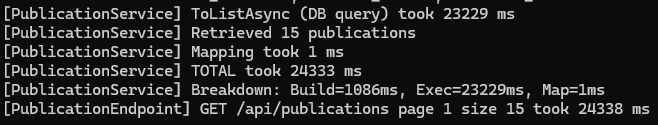 [PublicationService] ToListAsync (DB query) took 23229 ms
[PublicationService] Retrieved 15 publications
[PublicationService] Mapping took 1 ms
[PublicationService] TOTAL took 24333 ms
[PublicationService] Breakdown: Build=1086ms, Exec=23229ms, Map=1ms
[PublicationEndpoint] GET /api/publications page 1 size 15 took 24338 ms